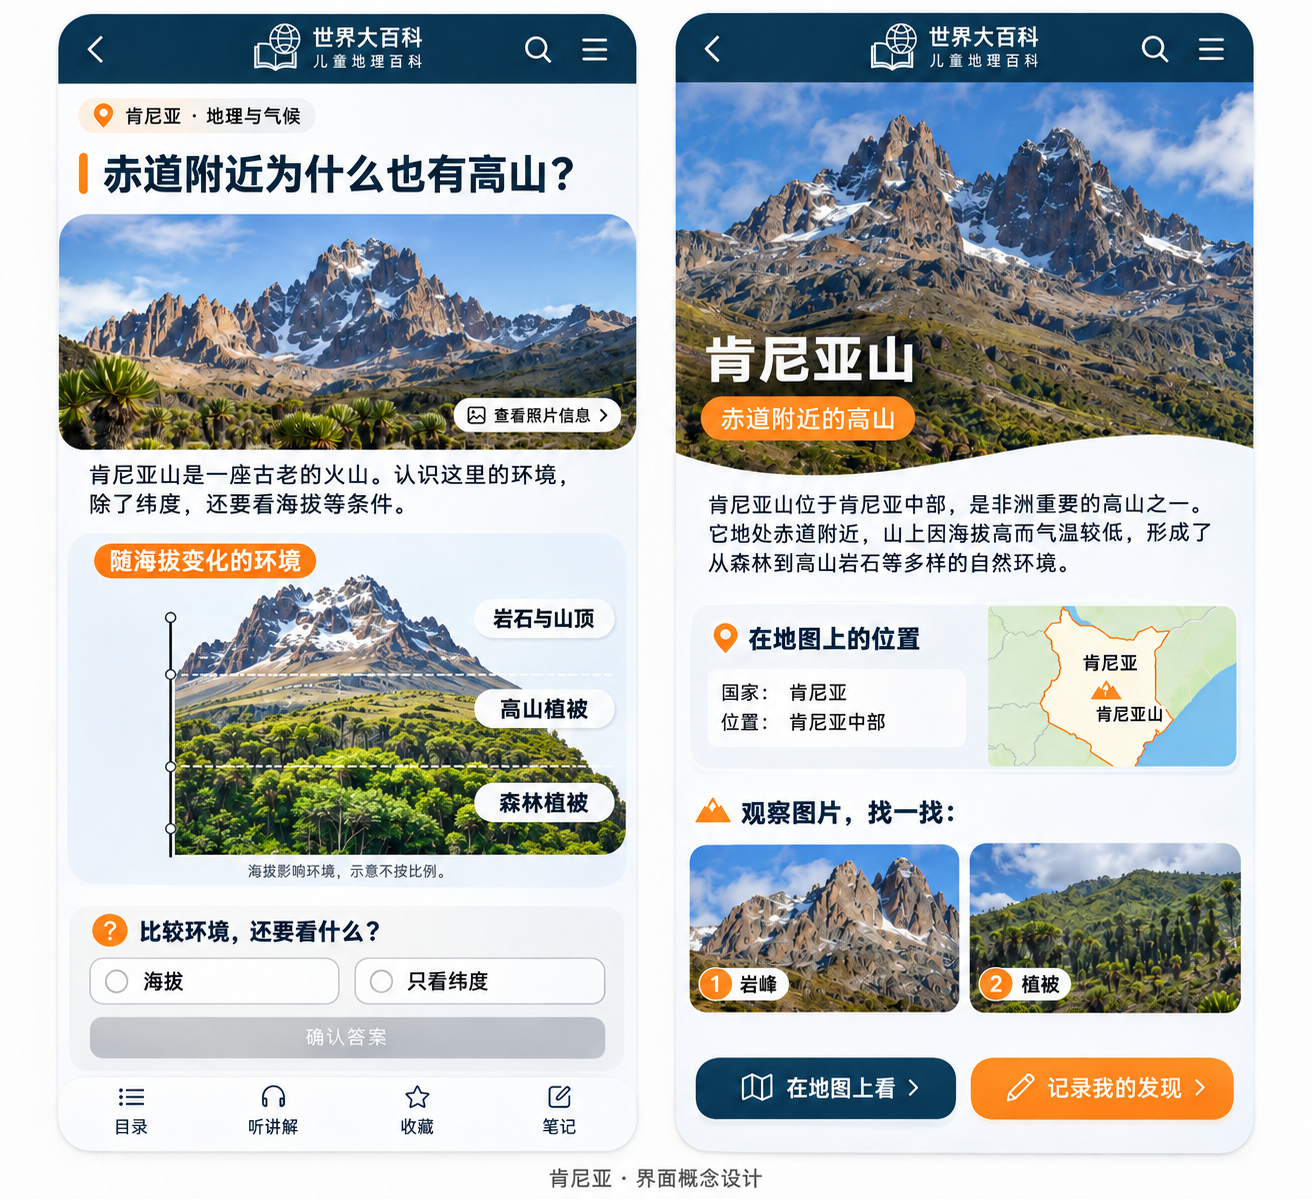 世界大百科
儿童地理百科
肯尼亚 · 地理与气候
赤道附近为什么也有高山？
查看照片信息
肯尼亚山是一座古老的火山。认识这里的环境，
除了纬度，还要看海拔等条件。
随海拔变化的环境
岩石与山顶
高山植被
森林植被
海拔影响环境，示意不按比例。
? 比较环境，还要看什么？
海拔
只看纬度
确认答案
目录
听讲解
收藏
笔记
世界大百科
儿童地理百科
肯尼亚山
赤道附近的高山
肯尼亚山位于肯尼亚中部，是非洲重要的高山之一。
它地处赤道附近，山上因海拔高而气温较低，形成了
从森林到高山岩石等多样的自然环境。
在地图上的位置
国家： 肯尼亚
位置： 肯尼亚中部
肯尼亚
肯尼亚山
观察图片，找一找：
1 岩峰
2 植被
在地图上看
记录我的发现
肯尼亚 · 界面概念设计